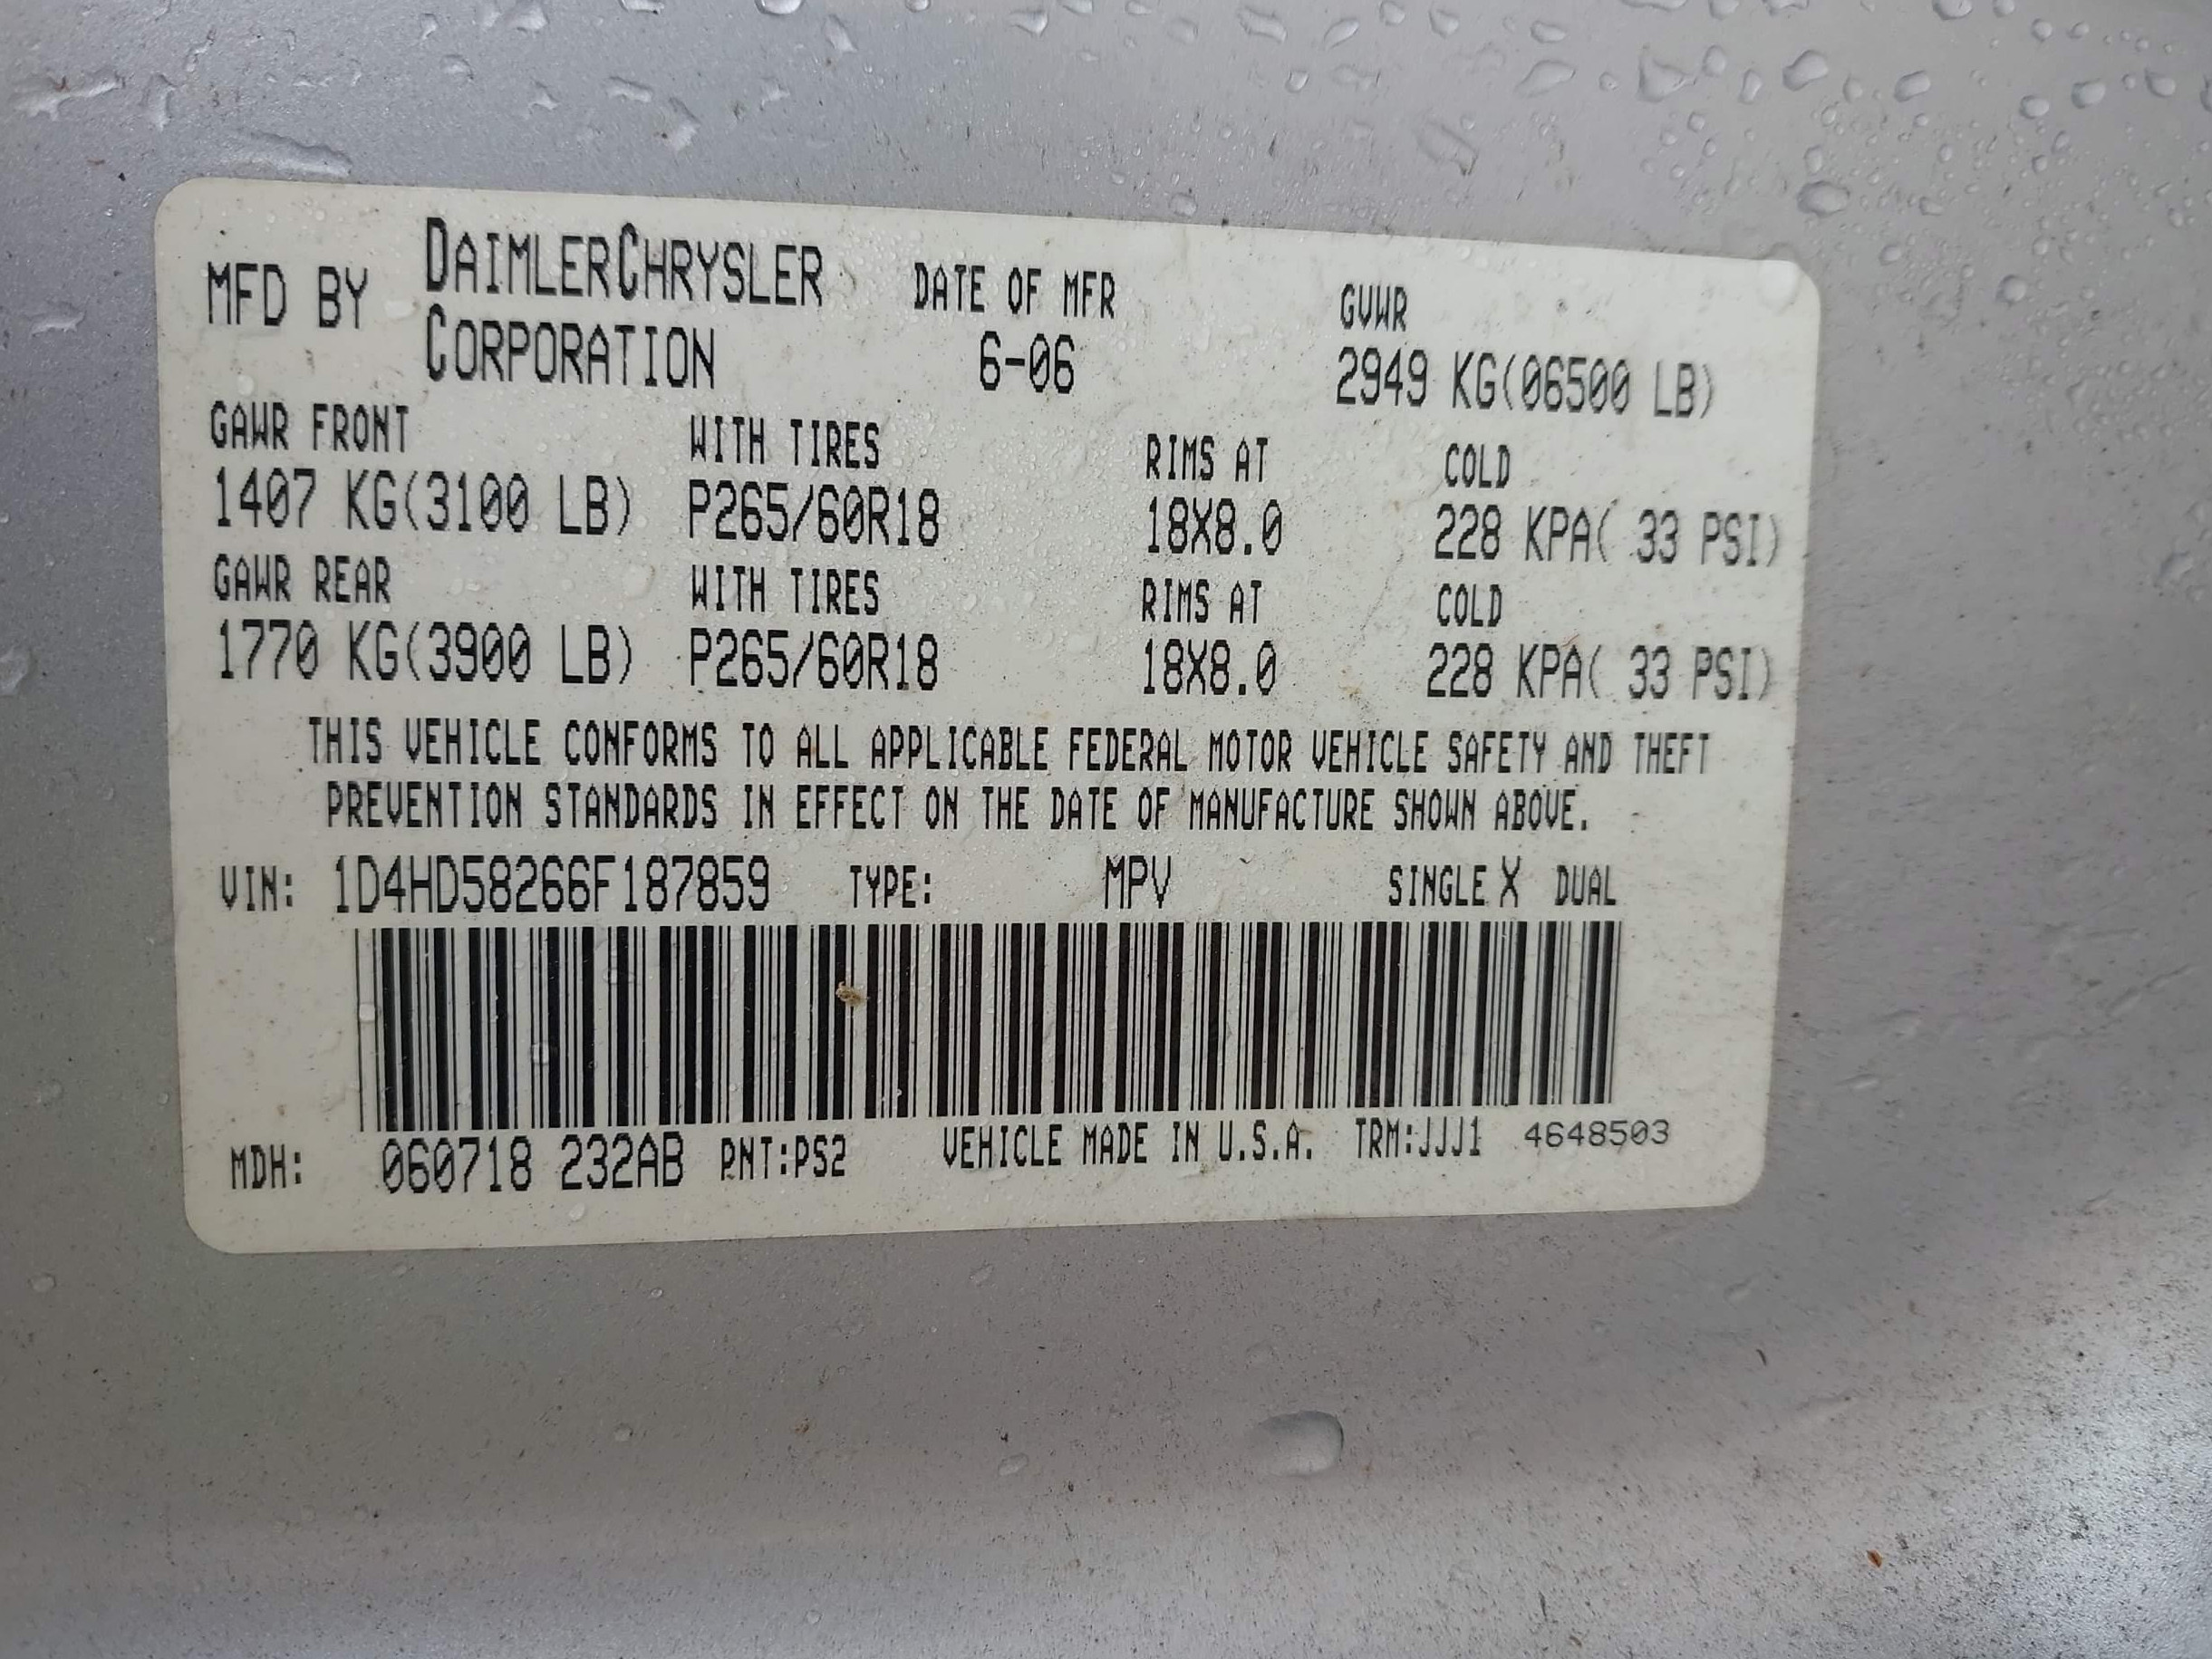 MFD BY DAIMLERCHRYSLER CORPORATION DATE OF MFR 6-06 GVWR 2949 KG(06500 LB)
GAWR FRONT WITH TIRES RIMS AT COLD
1407 KG(3100 LB) P265/60R18 18X8.0 228 KPA( 33 PSI)
GAWR REAR WITH TIRES RIMS AT COLD
1770 KG(3900 LB) P265/60R18 18X8.0 228 KPA( 33 PSI)
THIS VEHICLE CONFORMS TO ALL APPLICABLE FEDERAL MOTOR VEHICLE SAFETY AND THEFT
PREVENTION STANDARDS IN EFFECT ON THE DATE OF MANUFACTURE SHOWN ABOVE.
VIN: 1D4HD58266F187859 TYPE: MPV SINGLE X DUAL
MDH: 060718 232AB PNT:PS2 VEHICLE MADE IN U.S.A. TRM:JJJ1 4648503